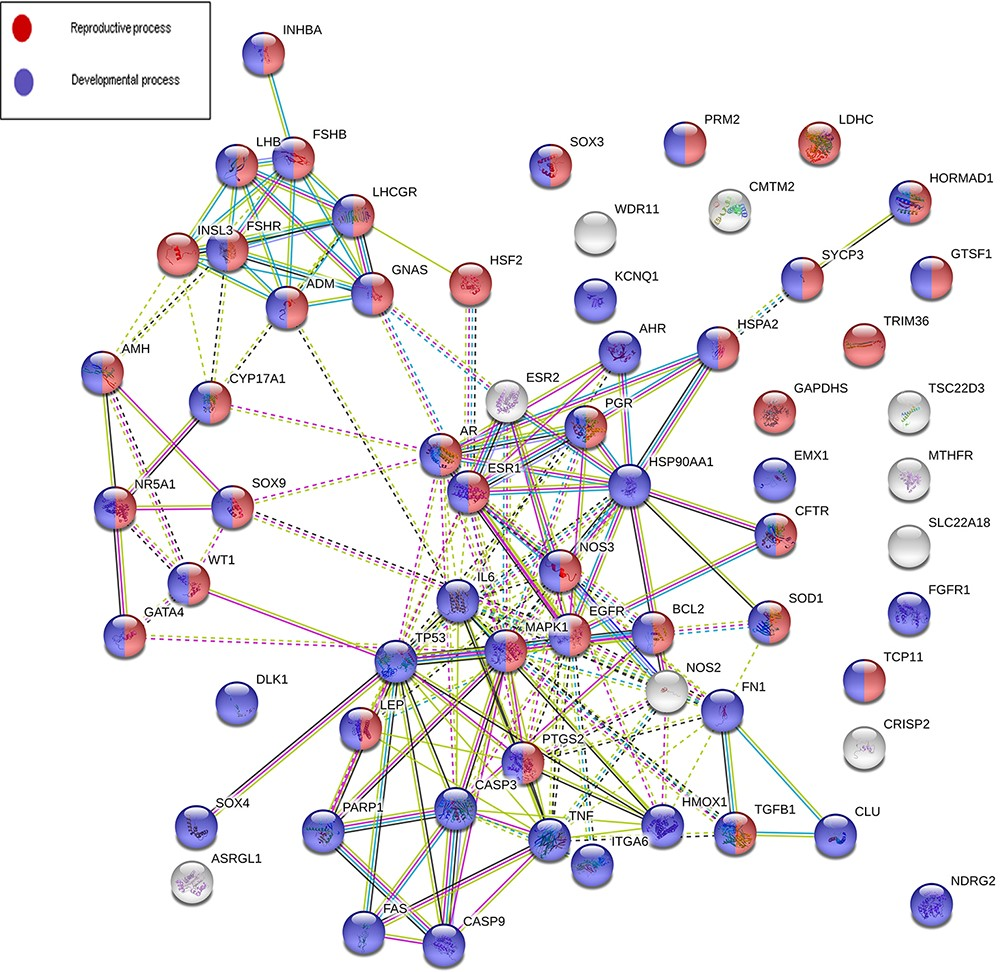 Reproductive process
Developmental process
INHBA
LHB
FSHB
LHCGR
INSL3
FSHR
ADM
GNAS
HSF2
SOX3
PRM2
LDHC
CMTM2
WDR11
HORMAD1
SYCP3
GTSF1
KCNQ1
AHR
HSPA2
TRIM36
AMH
CYP17A1
ESR2
PGR
GAPDHS
TSC22D3
AR
ESR1
HSP90AA1
EMX1
MTHFR
NR5A1
SOX9
CFTR
SLC22A18
WT1
NOS3
IL6
GATA4
TP53
MAPK1
EGFR
BCL2
SOD1
FGFR1
DLK1
LEP
NOS2
FN1
TCP11
PTGS2
CRISP2
SOX4
PARP1
CASP3
TNF
HMOX1
TGFB1
CLU
ITGA6
ASRGL1
FAS
CASP9
NDRG2